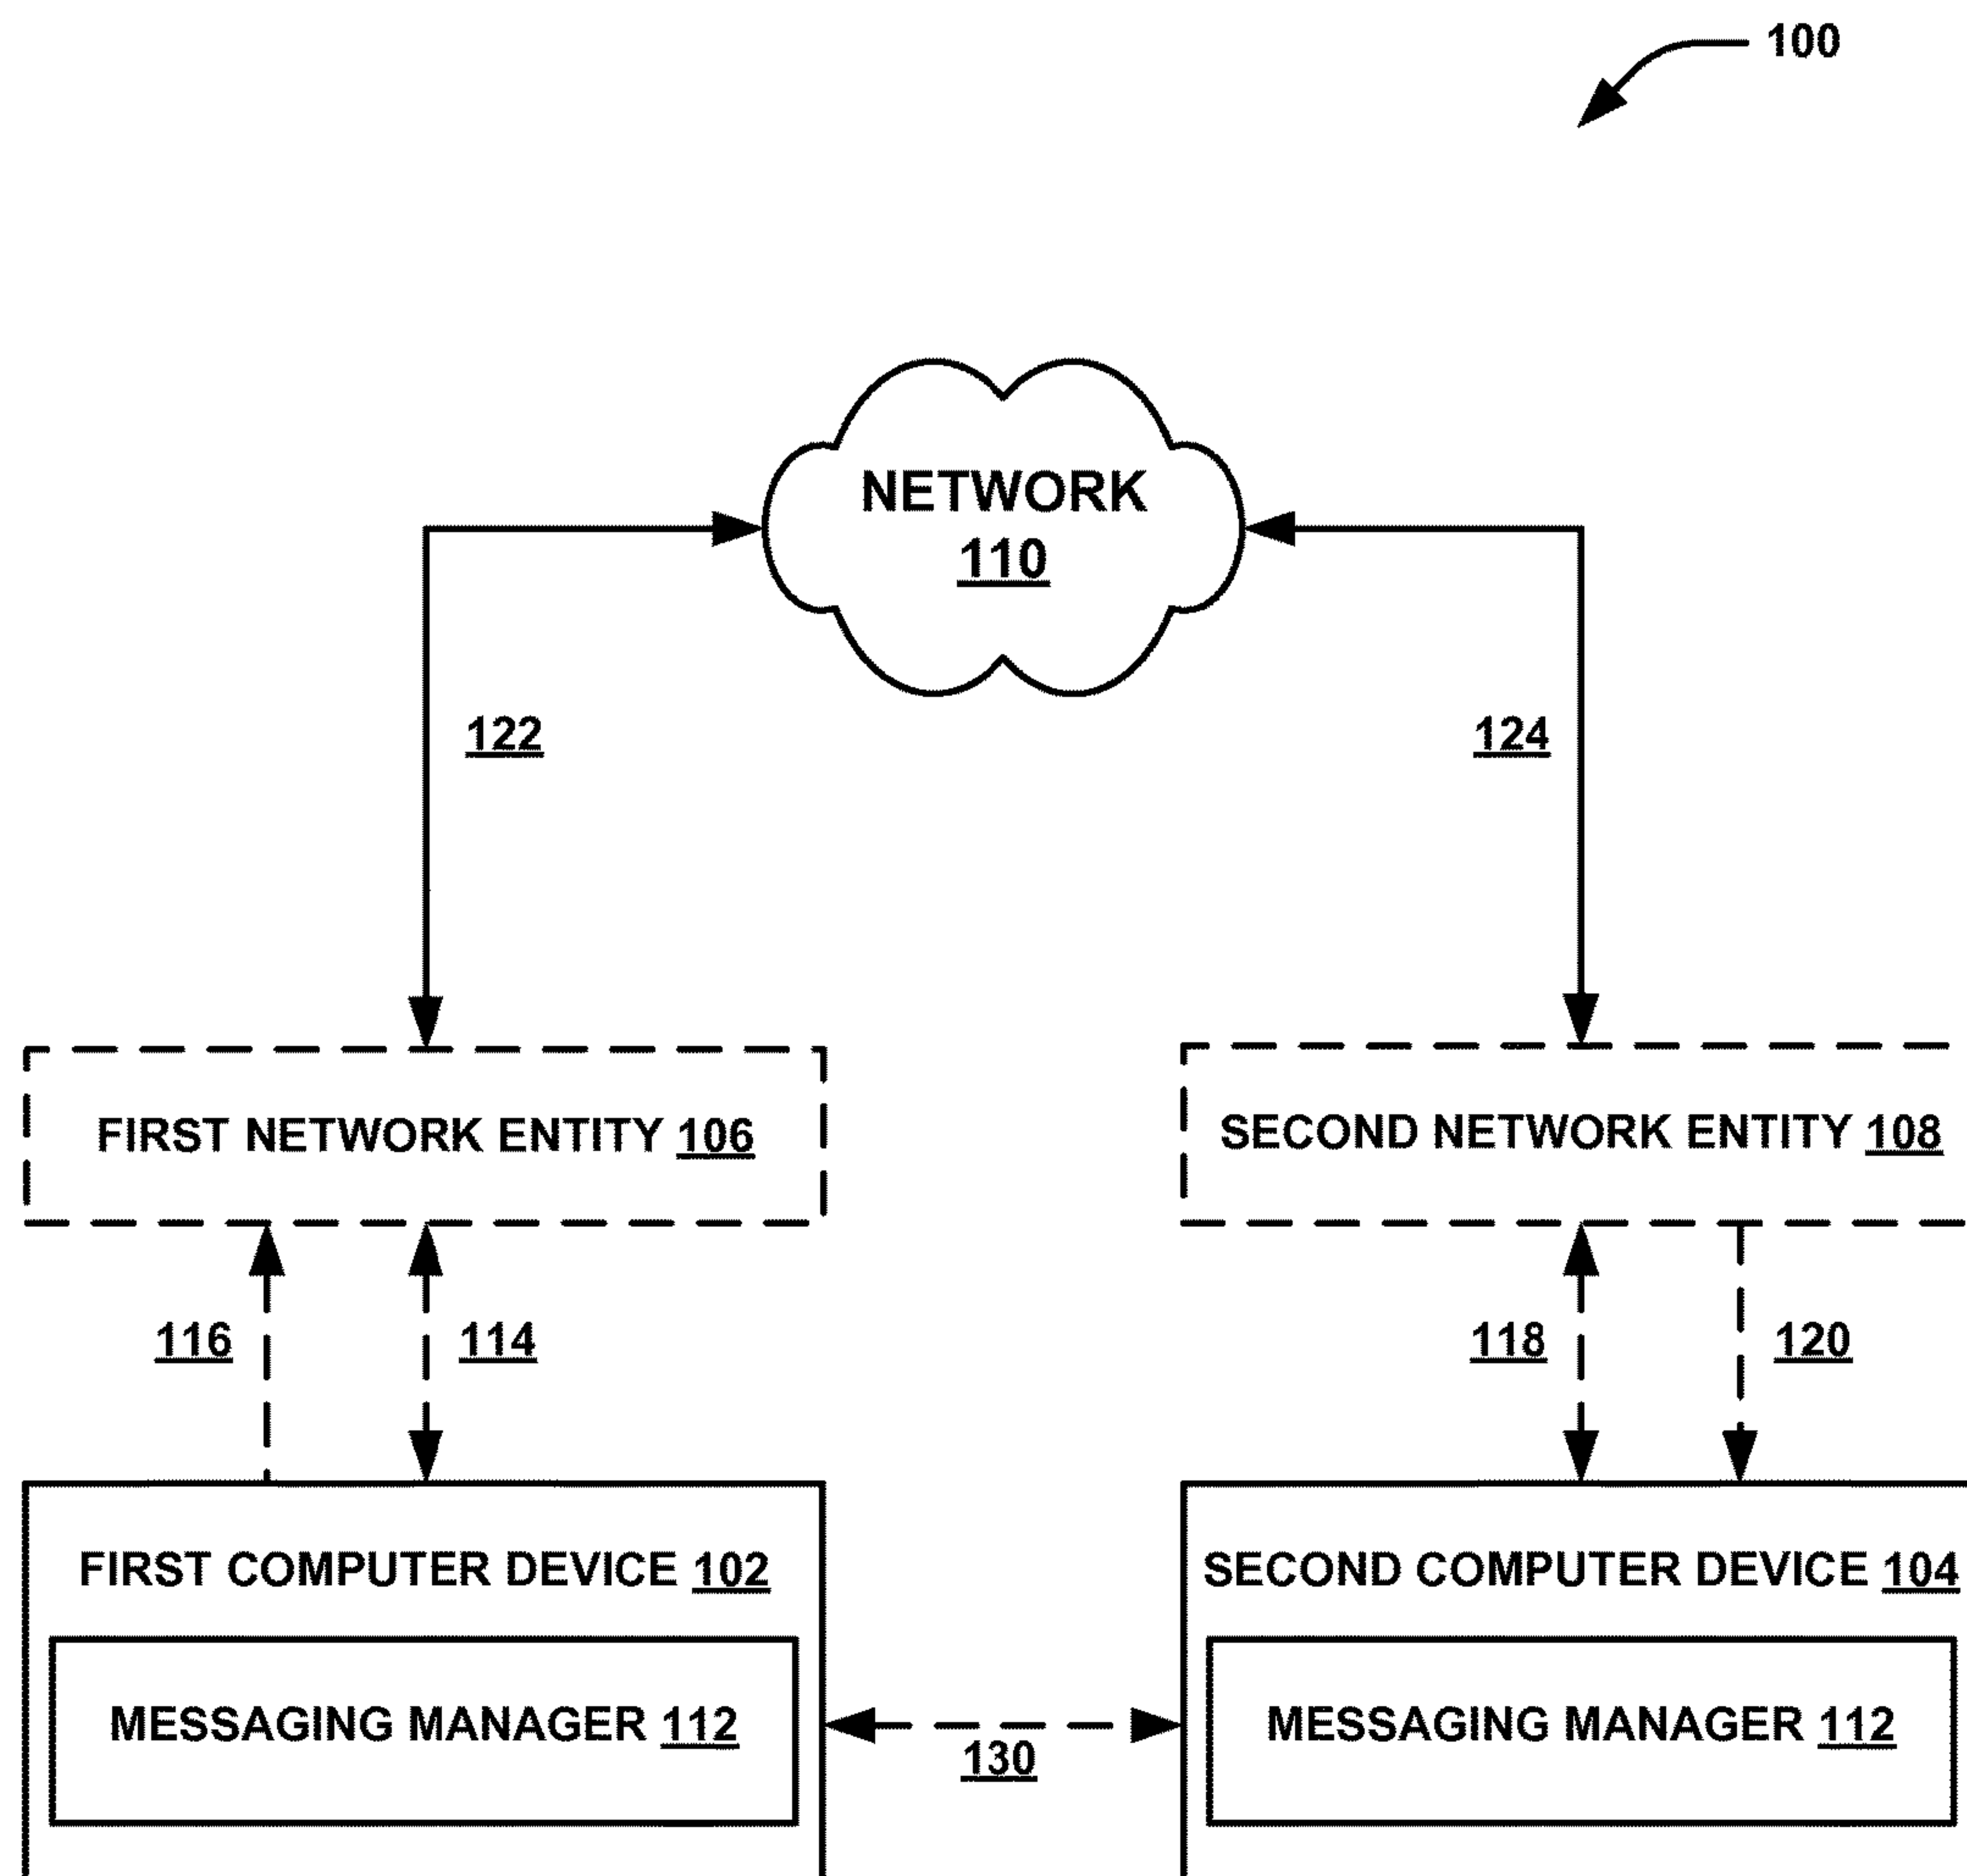 100
NETWORK
110
122
124
FIRST NETWORK ENTITY 106
SECOND NETWORK ENTITY 108
116
114
118
120
FIRST COMPUTER DEVICE 102
SECOND COMPUTER DEVICE 104
MESSAGING MANAGER 112
MESSAGING MANAGER 112
130